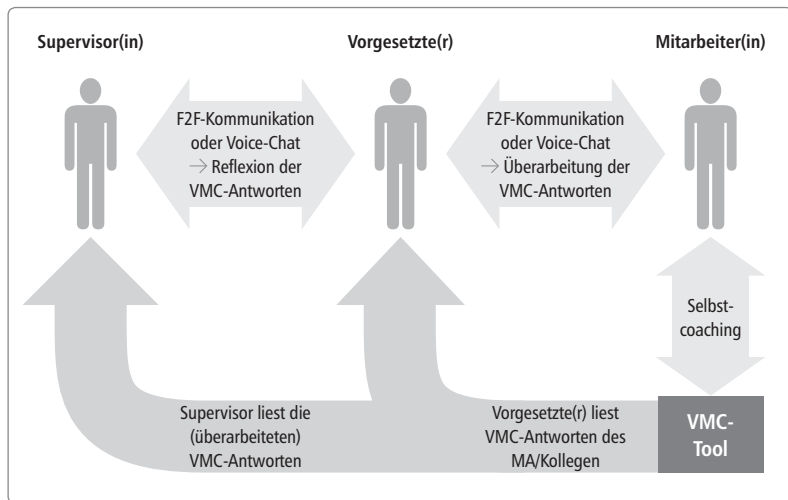 Supervisor(in)
Vorgesetzte(r)
Mitarbeiter(in)
F2F-Kommunikation
oder Voice-Chat
→ Reflexion der
VMC-Antworten
F2F-Kommunikation
oder Voice-Chat
→ Überarbeitung der
VMC-Antworten
Selbst-
coaching
Supervisor liest die
(überarbeiteten)
VMC-Antworten
Vorgesetzte(r) liest
VMC-Antworten des
MA/Kollegen
VMC-
Tool